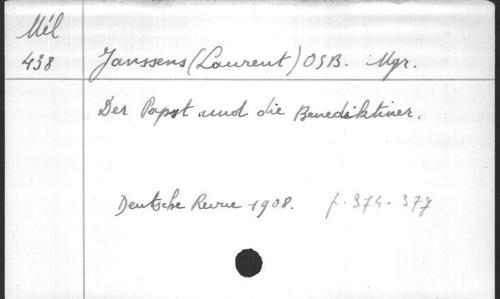 Mél
438 Janssens (Laurent) OSB. Mgr.
Der Papst und die Benediktiner.
Deutsche Revue 1908. p. 374-377